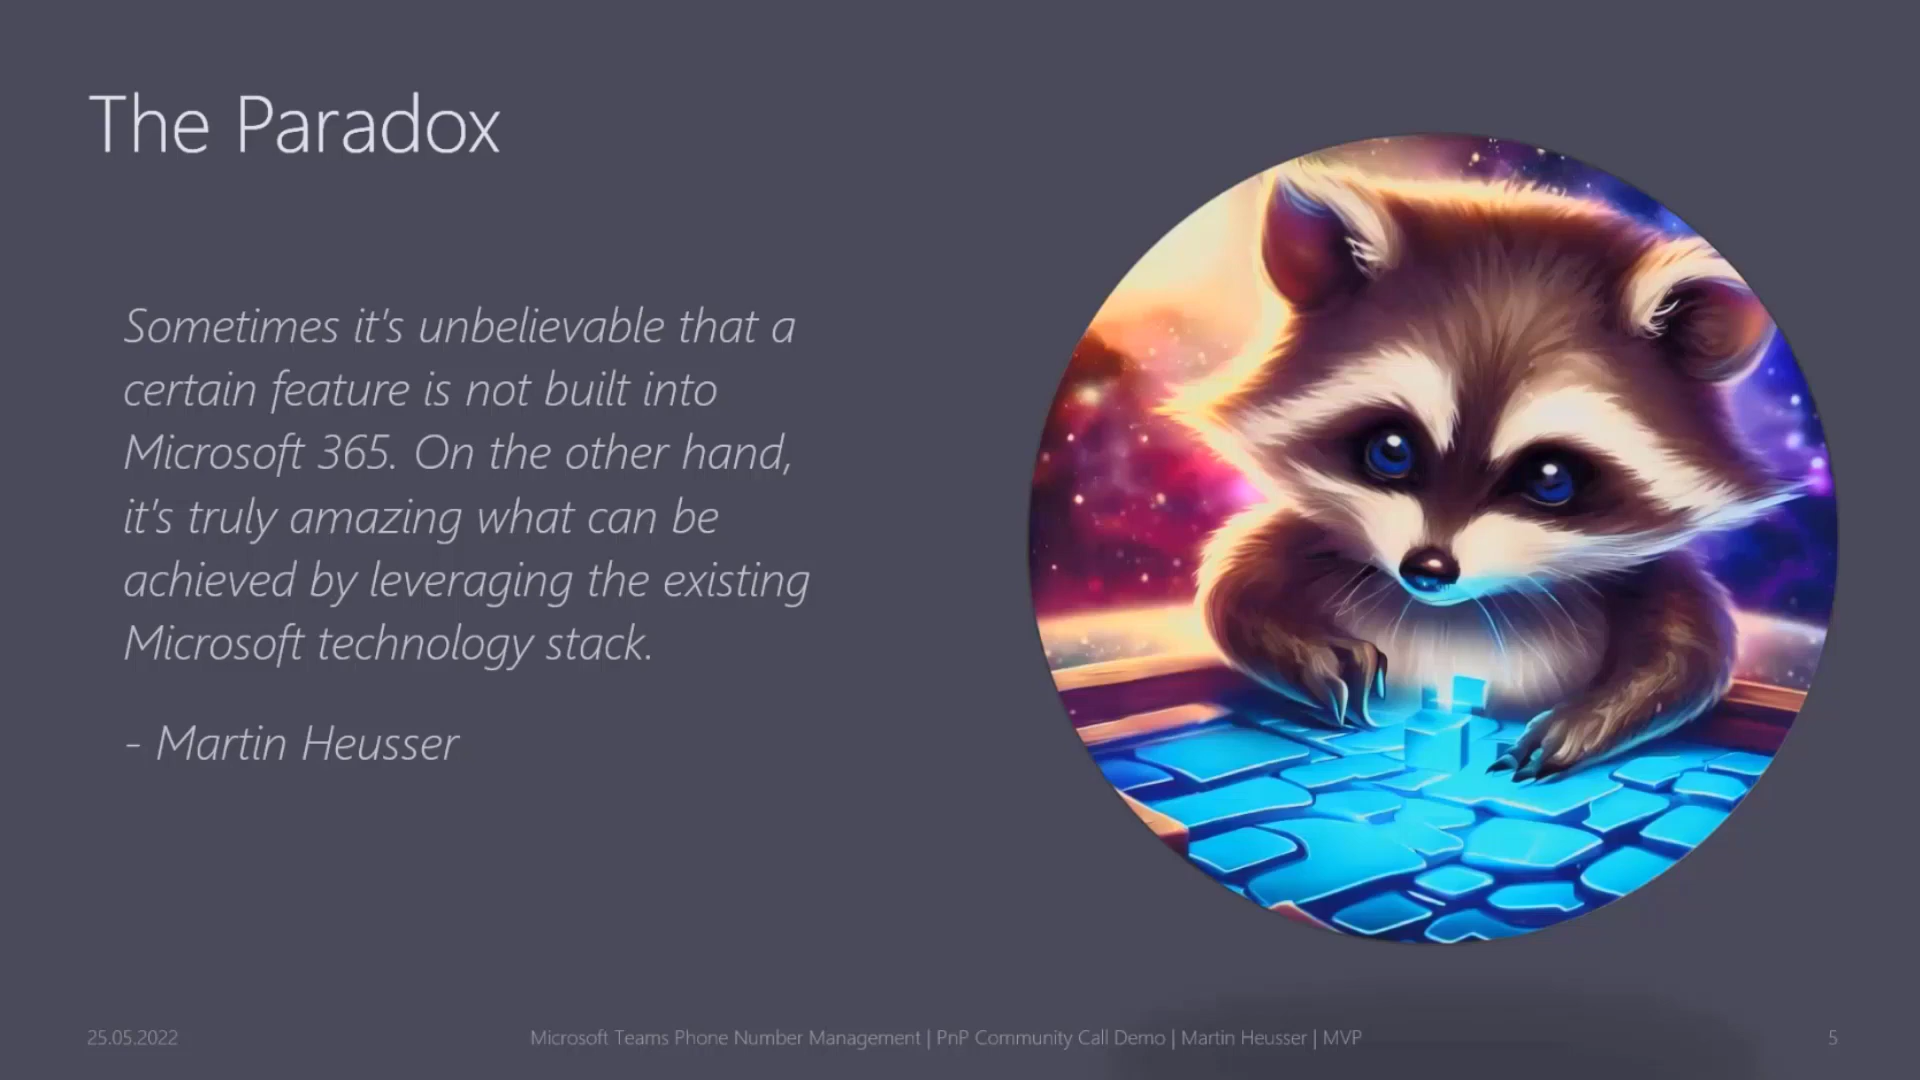 The Paradox
Sometimes it's unbelievable that a
certain feature is not built into
Microsoft 365. On the other hand,
it's truly amazing what can be
achieved by leveraging the existing
Microsoft technology stack.
- Martin Heusser
25.05.2022
Microsoft Teams Phone Number Management | PnP Community Call Demo | Martin Heusser | MVP
5